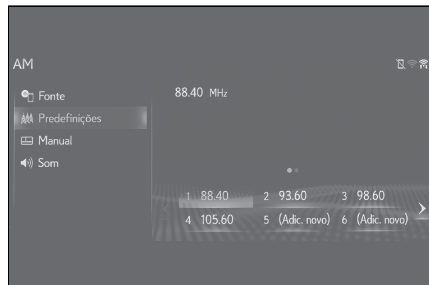 AM
Fonte
Predefinições
Manual
Som
88.40 MHz
1 88.40 2 93.60 3 98.60
4 105.60 5 (Adic. novo) 6 (Adic. novo)